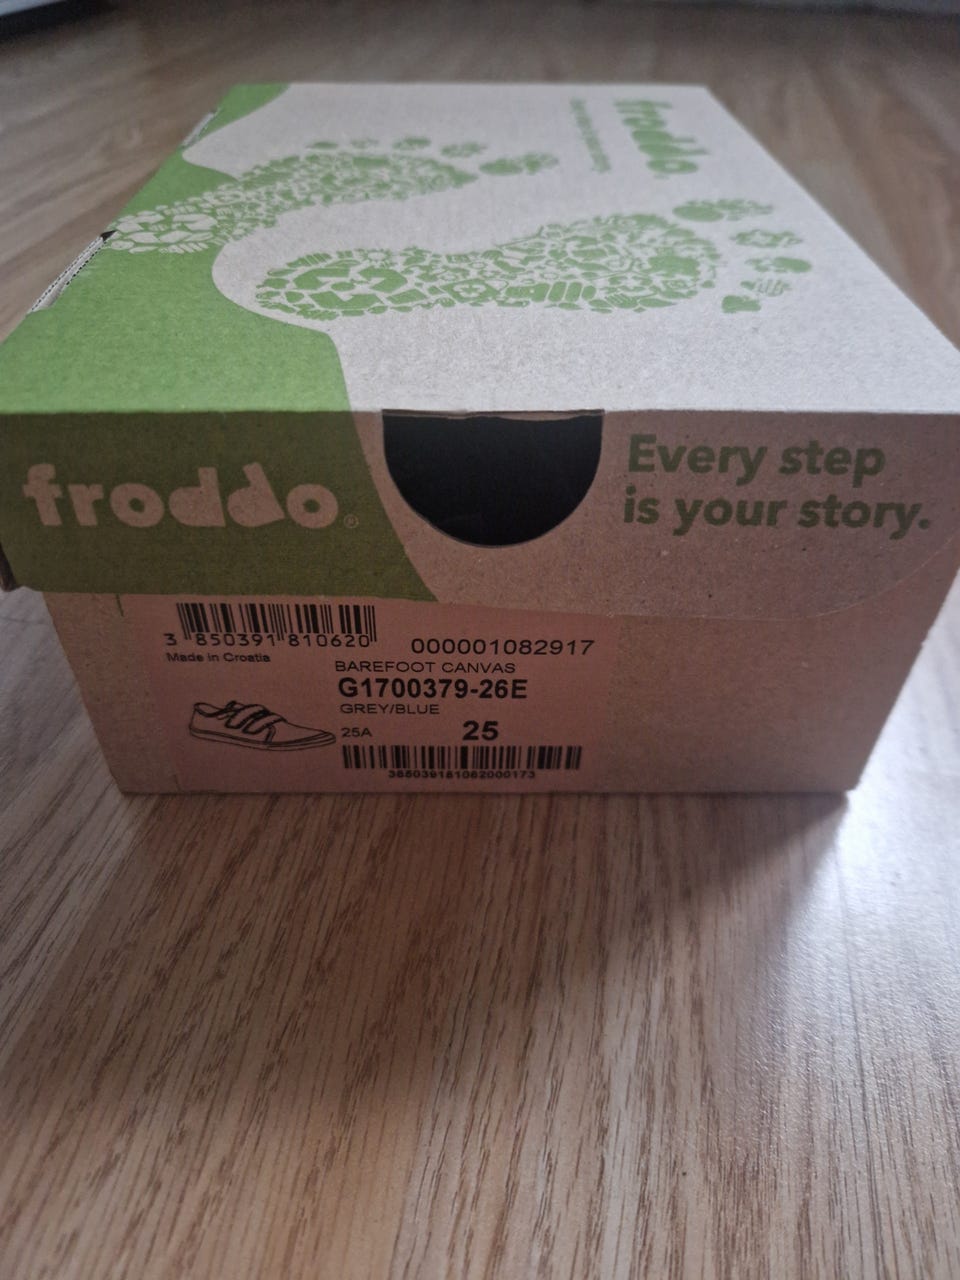 froddo
froddo®
Every step
is your story.
3 850391 810620
000001082917
Made in Croatia
BAREFOOT CANVAS
G1700379-26E
GREY/BLUE
25A
25